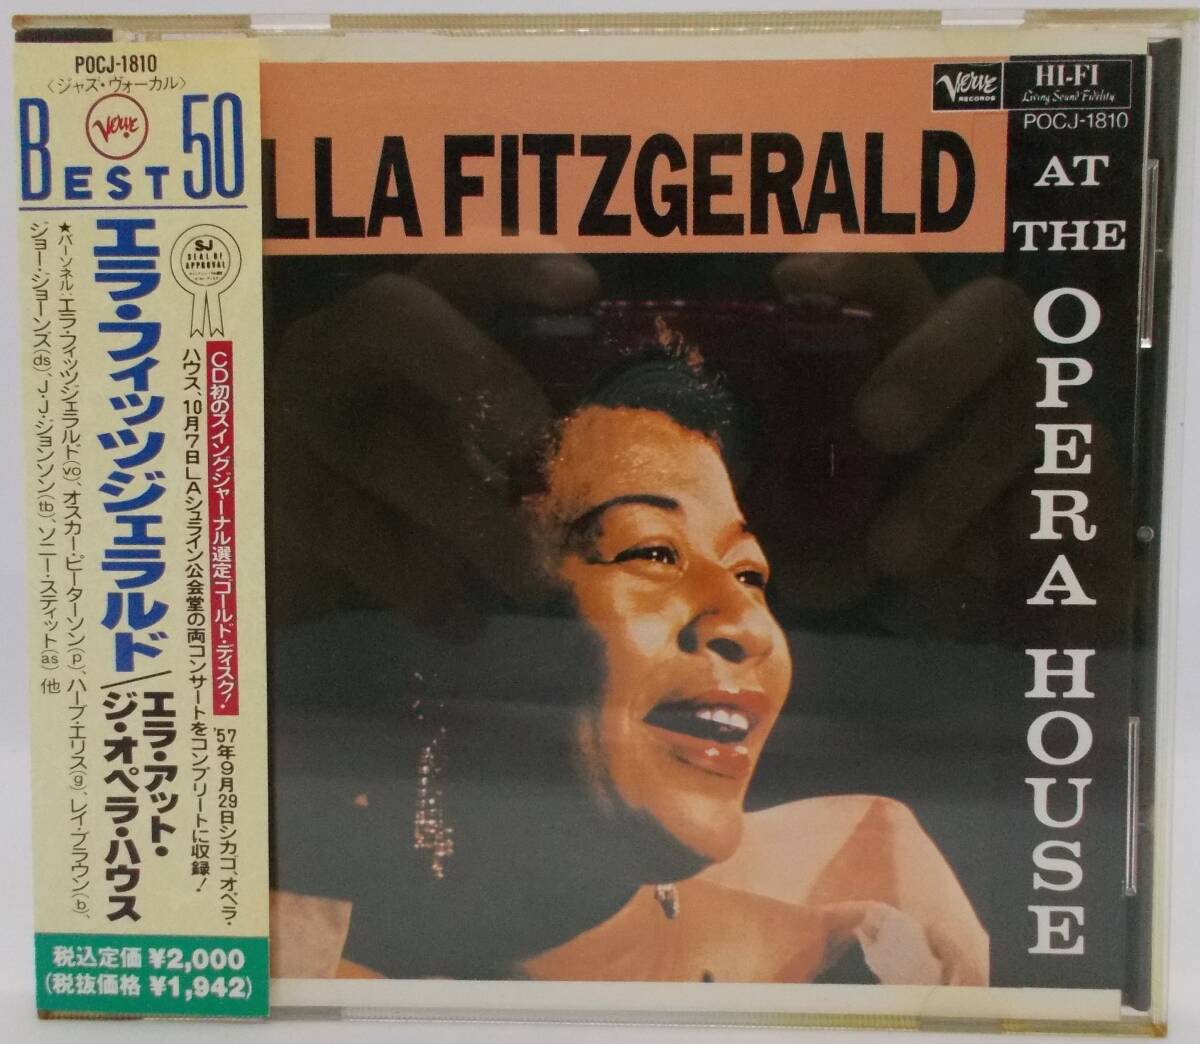 POCJ-1810
〈ジャズ・ヴォーカル〉
Verve
BEST 50
エラ・フィッツジェラルド/エラ・アット・
ジ・オペラ・ハウス
SJ
SEAL OF
APPROVAL
CD初のスイングジャーナル選定ゴールド・ディスク!
'57年9月29日シカゴ、オペラ・
ハウス、10月7日LAシュライン公会堂の両コンサートをコンプリートに収録!
★パーソネル:エラ・フィッツジェラルド(vo)、オスカー・ピーターソン(p)、ハーブ・エリス(g)、レイ・ブラウン(b)、
ジョー・ジョーンズ(ds)、J・J・ジョンソン(tb)、ソニー・スティット(as)他
税込定価 ¥2,000
(税抜価格 ¥1,942)
LLA FITZGERALD
Verve
RECORDS
HI-FI
Living Sound Fidelity
POCJ-1810
AT
THE
OPERA
HOUSE